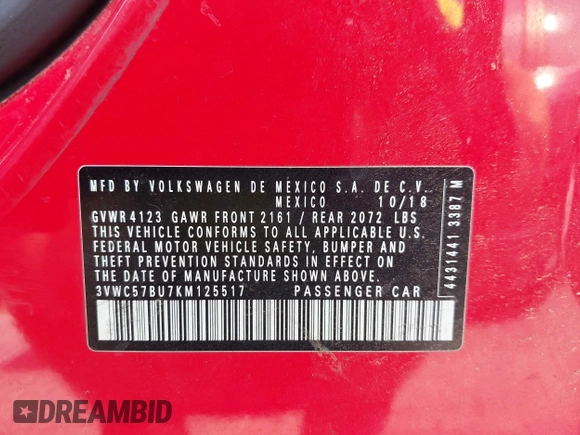 MFD BY VOLKSWAGEN DE MEXICO S.A. DE C.V.
MEXICO 10/18
GVWR 4123 GAWR FRONT 2161 / REAR 2072 LBS
THIS VEHICLE CONFORMS TO ALL APPLICABLE U.S.
FEDERAL MOTOR VEHICLE SAFETY, BUMPER AND
THEFT PREVENTION STANDARDS IN EFFECT ON
THE DATE OF MANUFACTURE SHOWN ABOVE.
3VWC57BU7KM125517 PASSENGER CAR
4431441 3387 M
DREAMBID